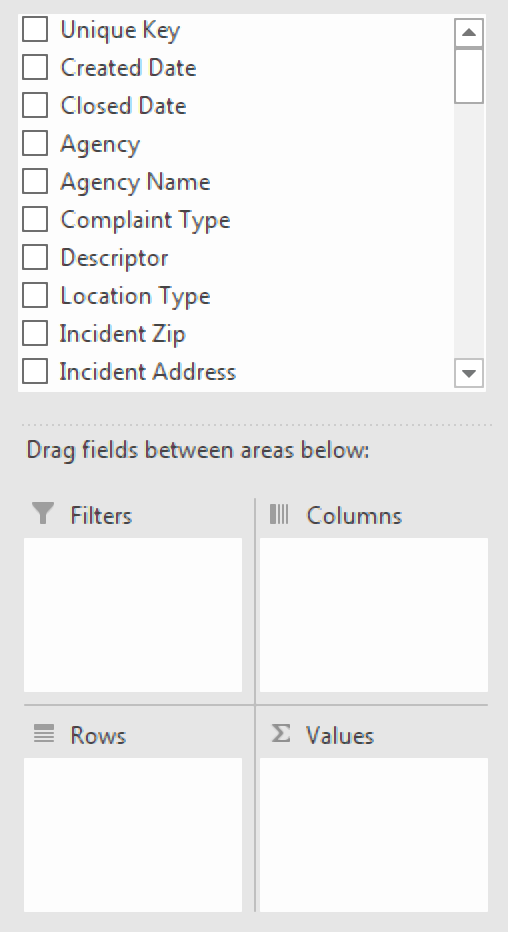 Unique Key
Created Date
Closed Date
Agency
Agency Name
Complaint Type
Descriptor
Location Type
Incident Zip
Incident Address
Drag fields between areas below:
Filters
Columns
Rows
Σ Values